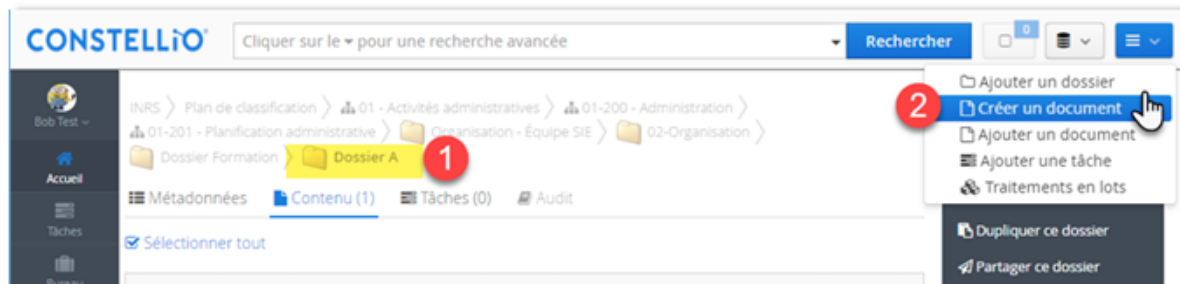 CONSTELLiO
Cliquer sur le ▾ pour une recherche avancée
Rechercher
0
Ajouter un dossier
2
Créer un document
Ajouter un document
Ajouter une tâche
Traitements en lots
Dupliquer ce dossier
Partager ce dossier
Bob Test
Accueil
Tâches
INRS 〉 Plan de classification 〉 01 - Activités administratives 〉 01-200 - Administration 〉
01-201 - Planification administrative 〉 Organisation - Équipe SIE 〉 02-Organisation 〉
Dossier Formation 〉 Dossier A
1
Métadonnées Contenu (1) Tâches (0) Audit
Sélectionner tout